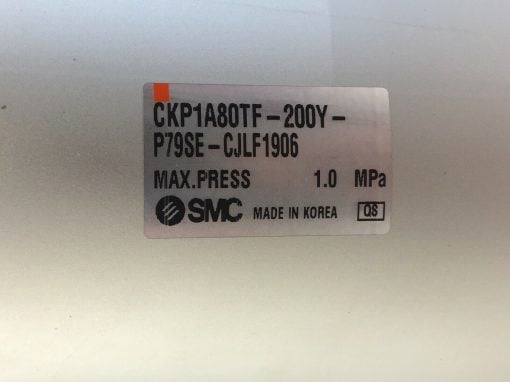 CKP1A80TF-200Y-
P79SE-CJLF1906
MAX.PRESS 1.0 MPa
SMC MADE IN KOREA QS